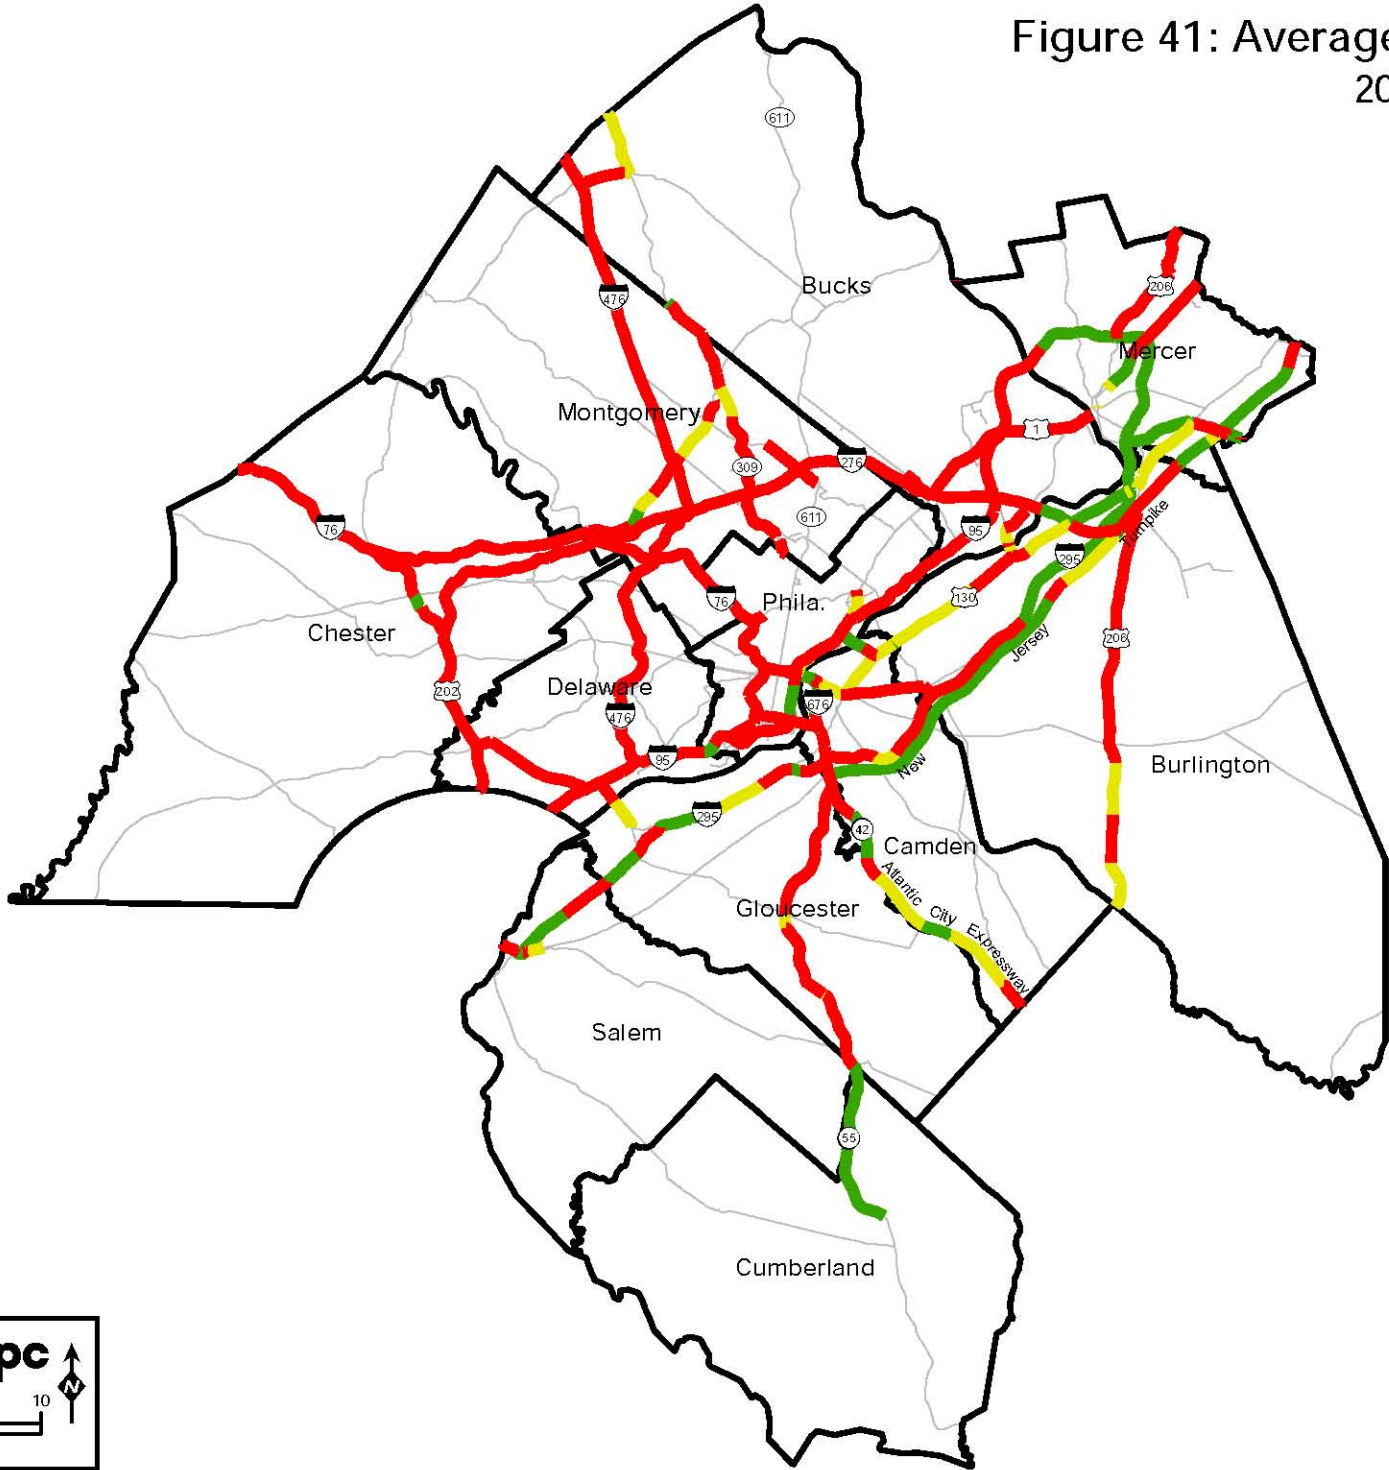 Figure 41: Average
20
611
Bucks
206
Mercer
476
Montgomery
1
309
276
611
76
95
Turnpike
295
76
Phila.
130
Chester
206
Jersey
202
Delaware
676
476
95
New
Burlington
295
42
Camden
Atlantic City Expressway
Gloucester
Salem
55
Cumberland
pc
N
10